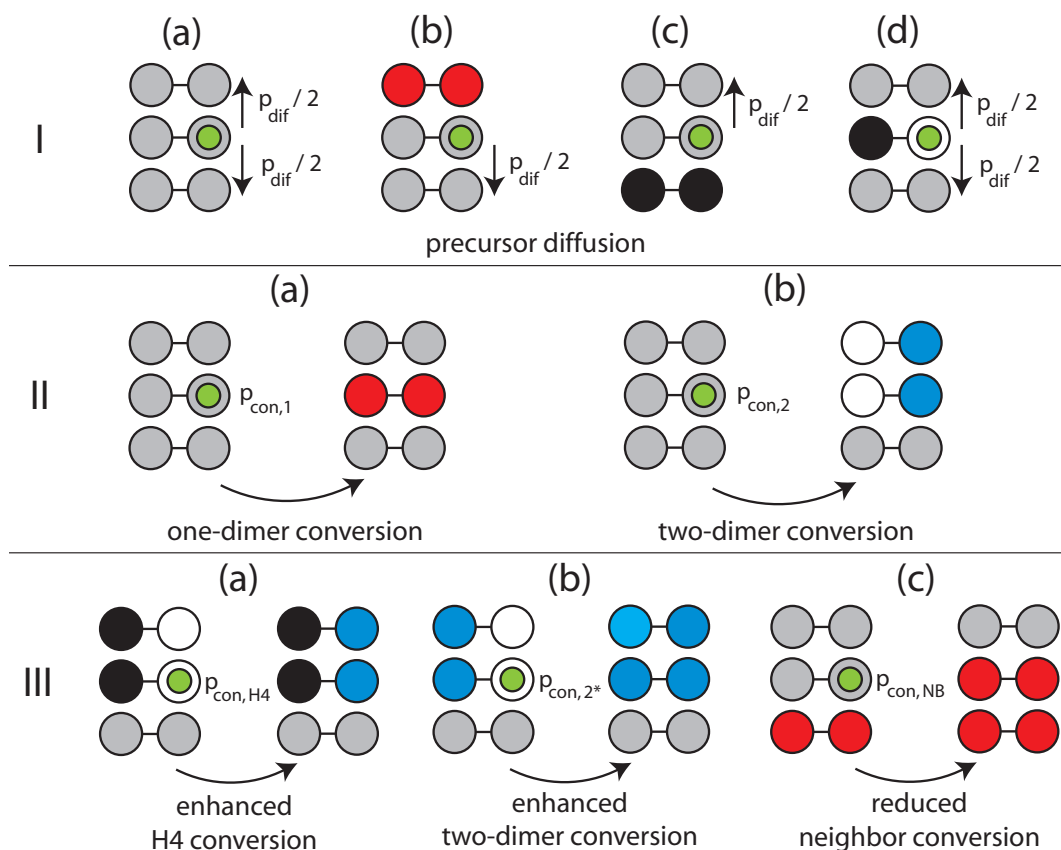 (a) (b) (c) (d)
I
p_dif / 2 p_dif / 2 p_dif / 2
p_dif / 2 p_dif / 2 p_dif / 2
precursor diffusion
(a) (b)
II
p_con,1 p_con,2
one-dimer conversion two-dimer conversion
(a) (b) (c)
III
p_con, H4 p_con, 2* p_con, NB
enhanced enhanced reduced
H4 conversion two-dimer conversion neighbor conversion